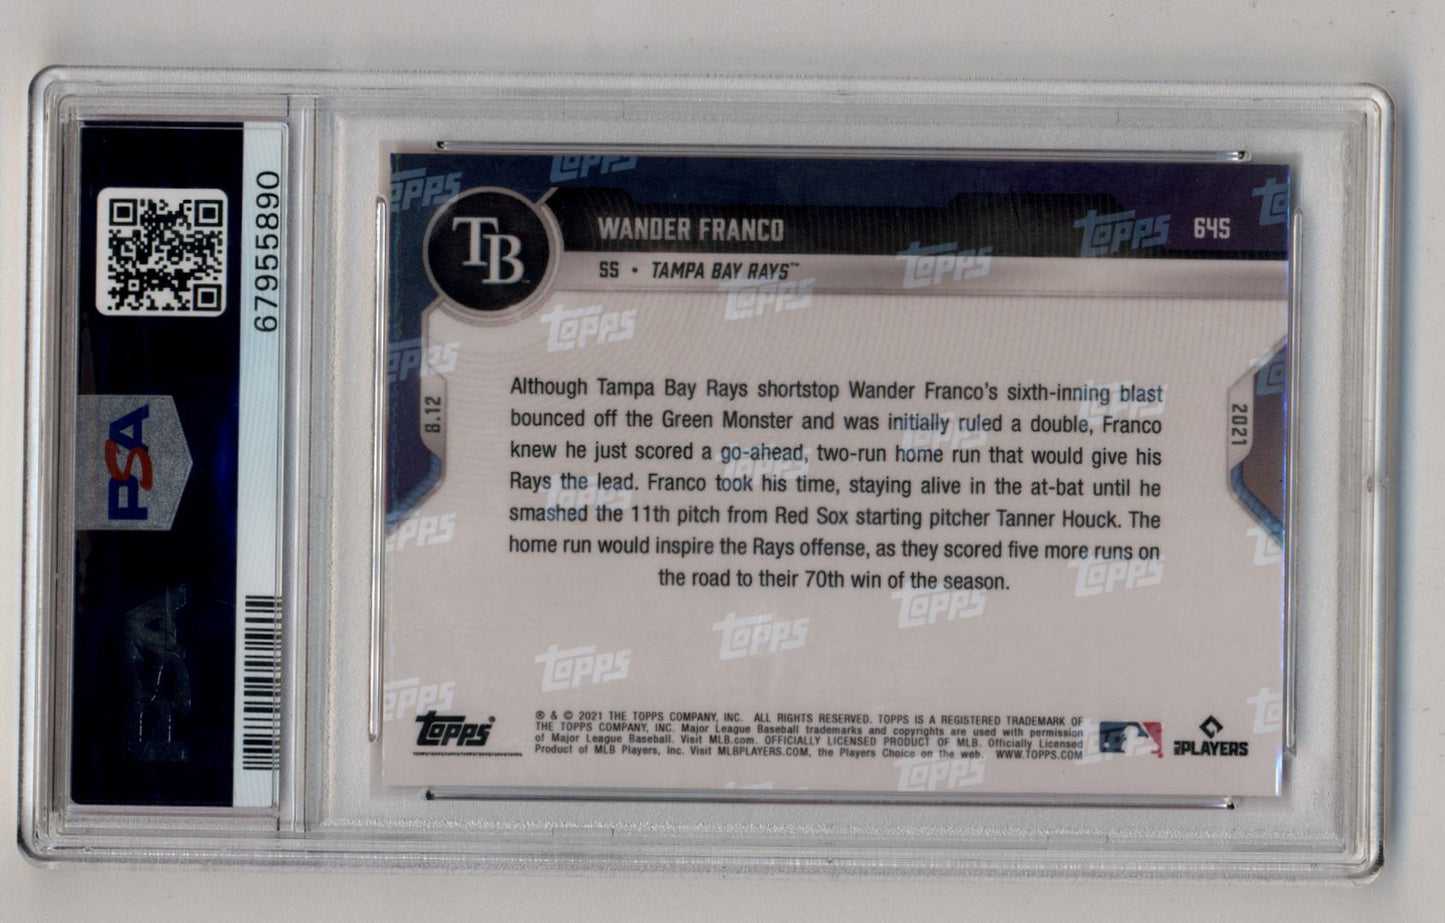 67955890
PSA
PSA
TB
WANDER FRANCO
645
SS • TAMPA BAY RAYS™
8.12
2021
Although Tampa Bay Rays shortstop Wander Franco's sixth-inning blast
bounced off the Green Monster and was initially ruled a double, Franco
knew he just scored a go-ahead, two-run home run that would give his
Rays the lead. Franco took his time, staying alive in the at-bat until he
smashed the 11th pitch from Red Sox starting pitcher Tanner Houck. The
home run would inspire the Rays offense, as they scored five more runs on
the road to their 70th win of the season.
Topps
® & © 2021 THE TOPPS COMPANY, INC. ALL RIGHTS RESERVED. TOPPS IS A REGISTERED TRADEMARK OF
THE TOPPS COMPANY, INC. Major League Baseball trademarks and copyrights are used with permission
of Major League Baseball. Visit MLB.com. OFFICIALLY LICENSED PRODUCT OF MLB. Officially Licensed
Product of MLB Players, Inc. Visit MLBPLAYERS.COM, the Players Choice on the web. WWW.TOPPS.COM
PLAYERS